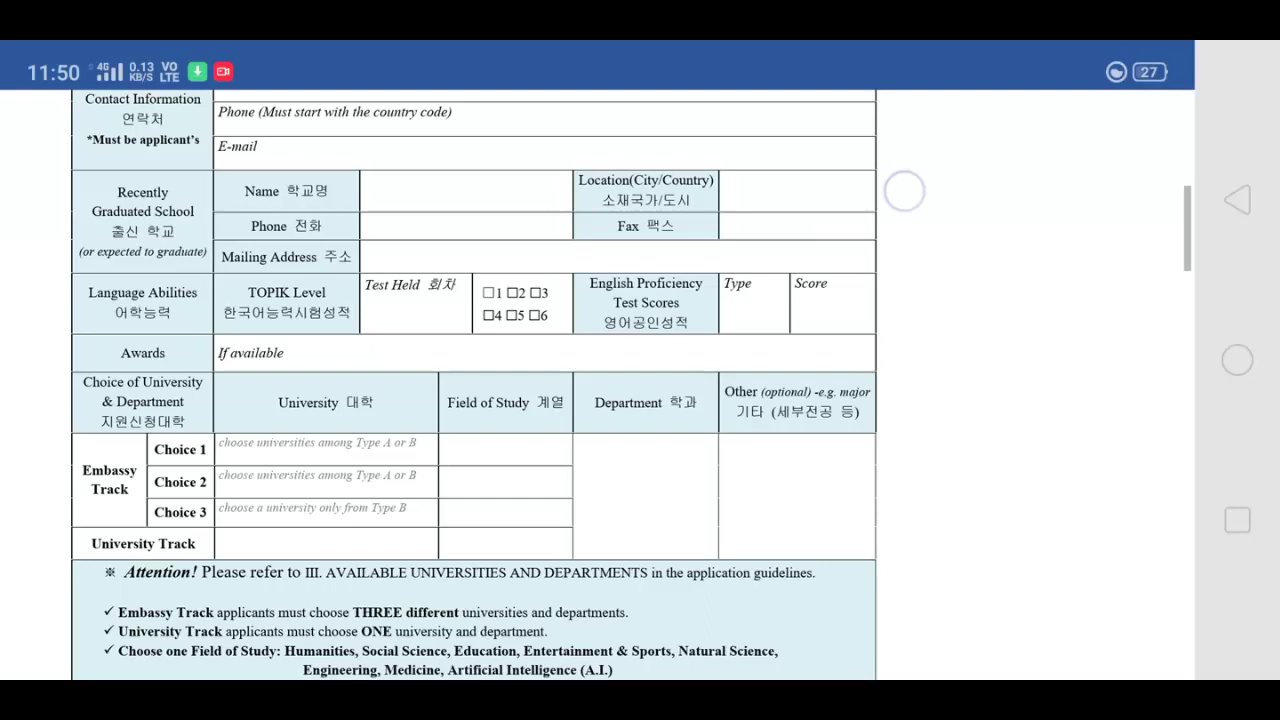 11:50 4G 0.13 KB/S VO LTE 27
Contact Information
연락처
*Must be applicant's
Phone (Must start with the country code)
E-mail
Recently
Graduated School
출신 학교
(or expected to graduate)
Name 학교명
Location(City/Country)
소재국가/도시
Phone 전화
Fax 팩스
Mailing Address 주소
Language Abilities
어학능력
TOPIK Level
한국어능력시험성적
Test Held 회차
☐1 ☐2 ☐3
☐4 ☐5 ☐6
English Proficiency
Test Scores
영어공인성적
Type
Score
Awards
If available
Choice of University
& Department
지원신청대학
University 대학
Field of Study 계열
Department 학과
Other (optional) -e.g. major
기타 (세부전공 등)
Embassy
Track
Choice 1
choose universities among Type A or B
Choice 2
choose universities among Type A or B
Choice 3
choose a university only from Type B
University Track
※ Attention! Please refer to III. AVAILABLE UNIVERSITIES AND DEPARTMENTS in the application guidelines.
✓ Embassy Track applicants must choose THREE different universities and departments.
✓ University Track applicants must choose ONE university and department.
✓ Choose one Field of Study: Humanities, Social Science, Education, Entertainment & Sports, Natural Science,
Engineering, Medicine, Artificial Intelligence (A.I.)